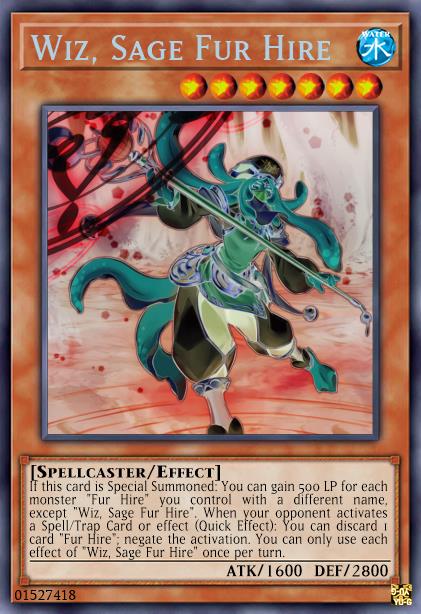 Wiz, Sage Fur Hire
WATER
水
[Spellcaster/Effect]
If this card is Special Summoned: You can gain 500 LP for each
monster "Fur Hire" you control with a different name,
except "Wiz, Sage Fur Hire". When your opponent activates
a Spell/Trap Card or effect (Quick Effect): You can discard 1
card "Fur Hire"; negate the activation. You can only use each
effect of "Wiz, Sage Fur Hire" once per turn.
ATK/1600 DEF/2800
01527418